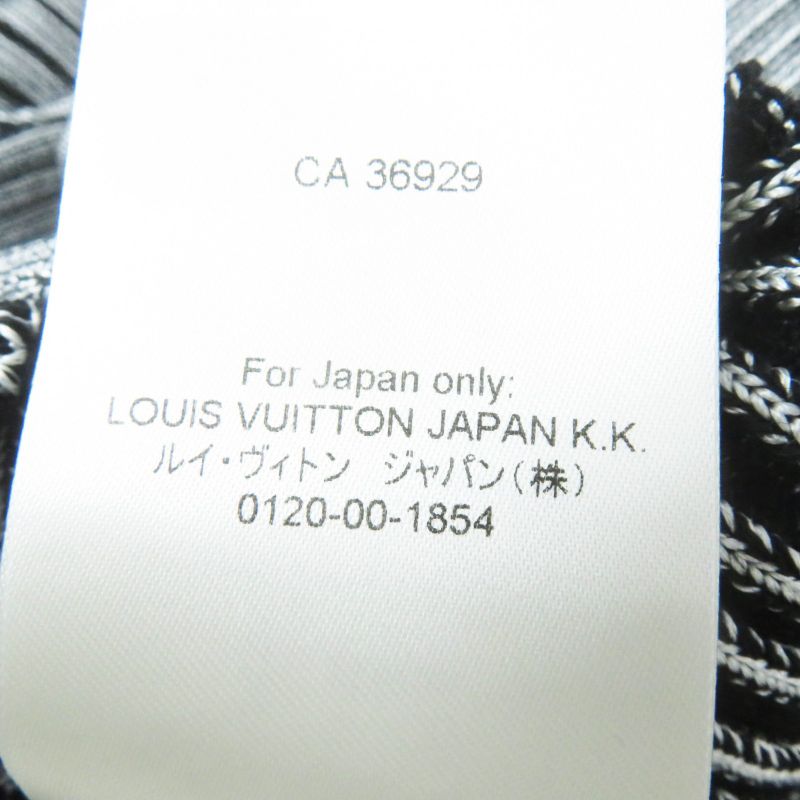 CA 36929
For Japan only:
LOUIS VUITTON JAPAN K.K.
ルイ・ヴィトン　ジャパン(株)
0120-00-1854